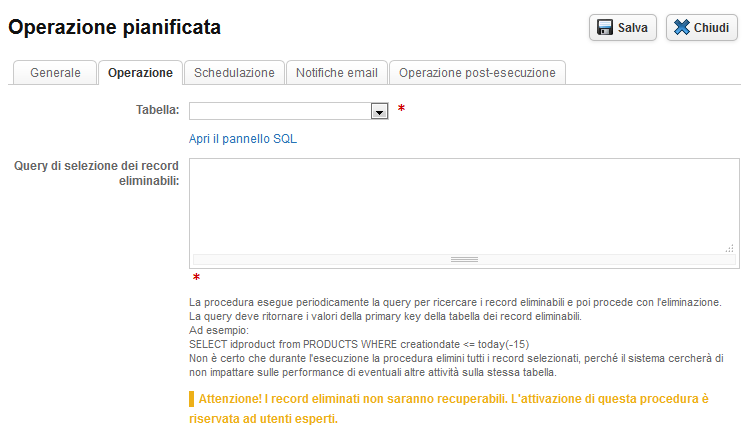 Operazione pianificata
Salva
Chiudi
Generale
Operazione
Schedulazione
Notifiche email
Operazione post-esecuzione
Tabella:
*
Apri il pannello SQL
Query di selezione dei record
eliminabili:
*
La procedura esegue periodicamente la query per ricercare i record eliminabili e poi procede con l'eliminazione.
La query deve ritornare i valori della primary key della tabella dei record eliminabili.
Ad esempio:
SELECT idproduct from PRODUCTS WHERE creationdate <= today(-15)
Non è certo che durante l'esecuzione la procedura elimini tutti i record selezionati, perché il sistema cercherà di
non impattare sulle performance di eventuali altre attività sulla stessa tabella.
Attenzione! I record eliminati non saranno recuperabili. L'attivazione di questa procedura è
riservata ad utenti esperti.